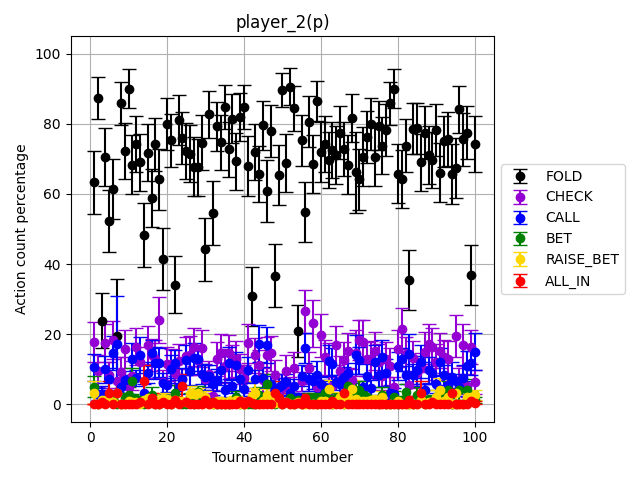 player_2(p)
100
80
60
40
20
0
Action count percentage
0 20 40 60 80 100
Tournament number
FOLD
CHECK
CALL
BET
RAISE_BET
ALL_IN